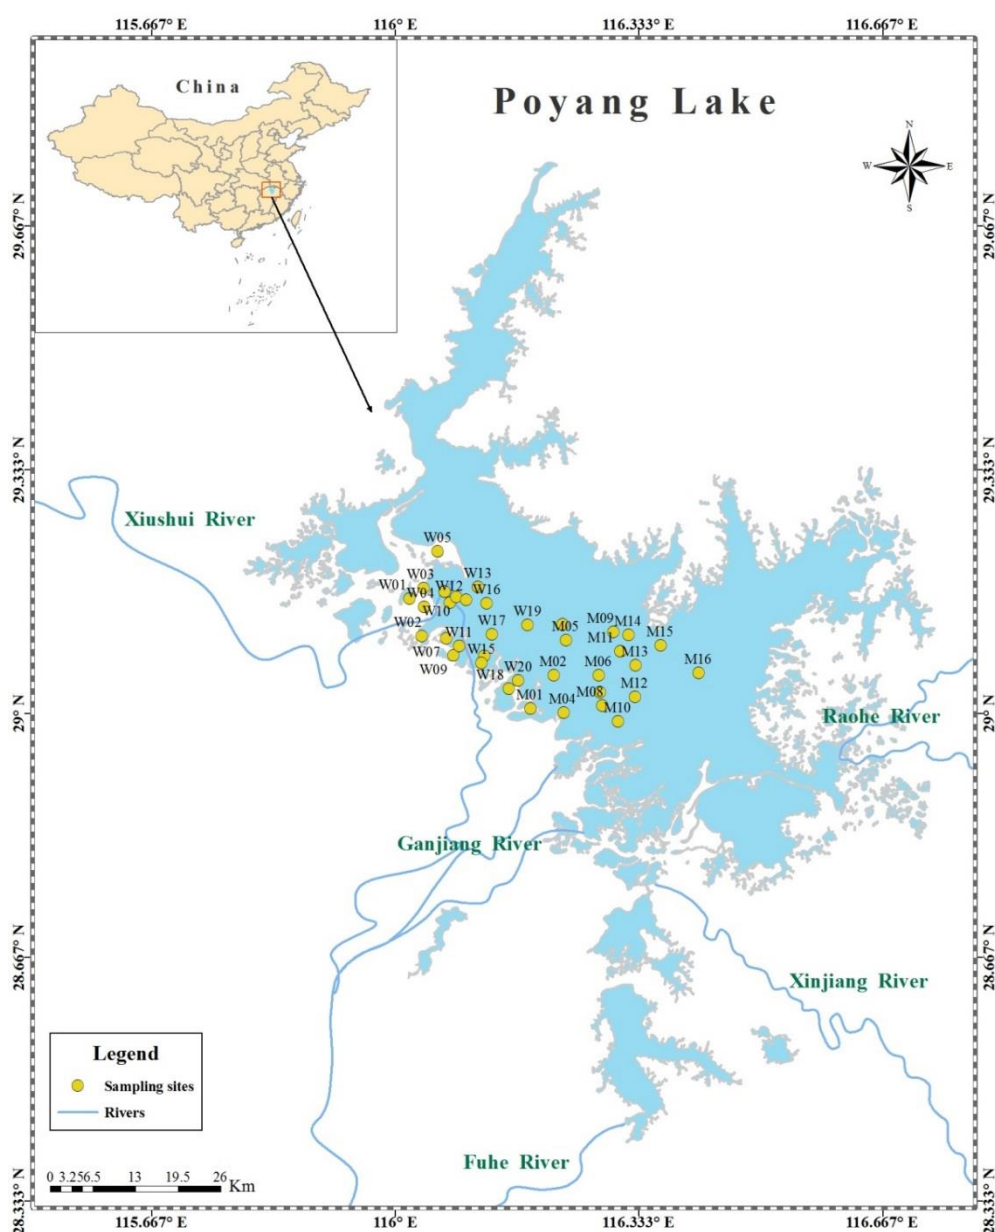 115.667° E 116° E 116.333° E 116.667° E
China
Poyang Lake
N
W E
S
29.667° N 29.667° N
29.333° N 29.333° N
Xiushui River
W05
W13
W03
W01 W12
W04 W16
W10
W19
M09 M14
M05
W17
W02 W11 M11 M15
W07 W15 M13
W09 M02 M06 M16
W18
W20
M08 M12
M01 M04
M10
29° N 29° N
Raohe River
Ganjiang River
28.667° N 28.667° N
Xinjiang River
Legend
Sampling sites
Rivers
Fuhe River
0 3.25 6.5 13 19.5 26
Km
28.333° N 28.333° N
115.667° E 116° E 116.333° E 116.667° E